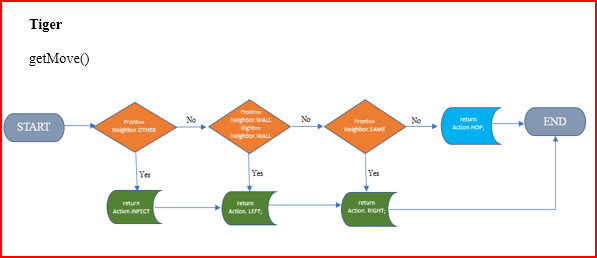 Tiger
getMove()
START
Front==
Neighbor.OTHER
No
Front==
Neighbor.WALL
Right==
Neighbor.WALL
No
Front==
Neighbor.SAME
No
return
Action.HOP;
END
Yes
Yes
Yes
return
Action.INFECT
return
Action. LEFT;
return
Action. RIGHT;